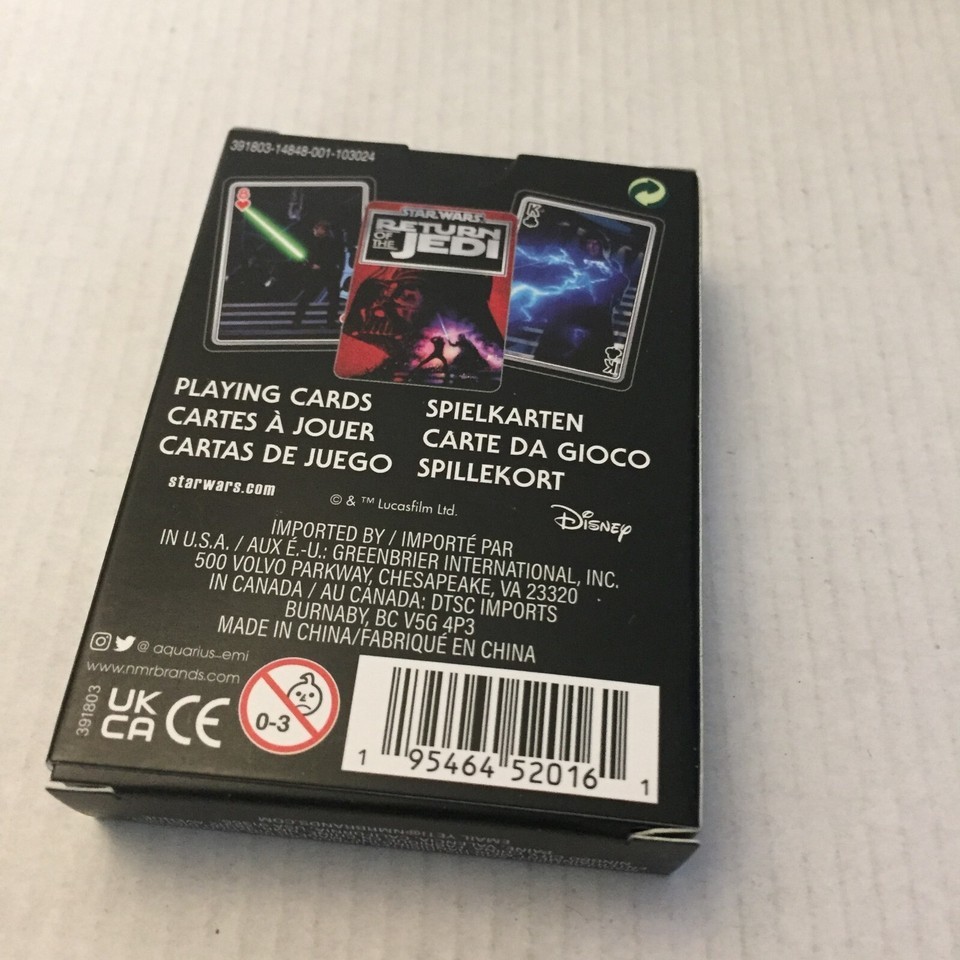 391803-14848-001-103024
8
STAR WARS
RETURN
OF THE JEDI
K
K
PLAYING CARDS
CARTES À JOUER
CARTAS DE JUEGO
SPIELKARTEN
CARTE DA GIOCO
SPILLEKORT
starwars.com
© & ™ Lucasfilm Ltd.
Disney
IMPORTED BY / IMPORTÉ PAR
IN U.S.A. / AUX É.-U.: GREENBRIER INTERNATIONAL, INC.
500 VOLVO PARKWAY, CHESAPEAKE, VA 23320
IN CANADA / AU CANADA: DTSC IMPORTS
BURNABY, BC V5G 4P3
MADE IN CHINA/FABRIQUÉ EN CHINA
@ aquarius_emi
www.nmrbrands.com
391803
UK
CA CE
0-3
1 95464 52016 1